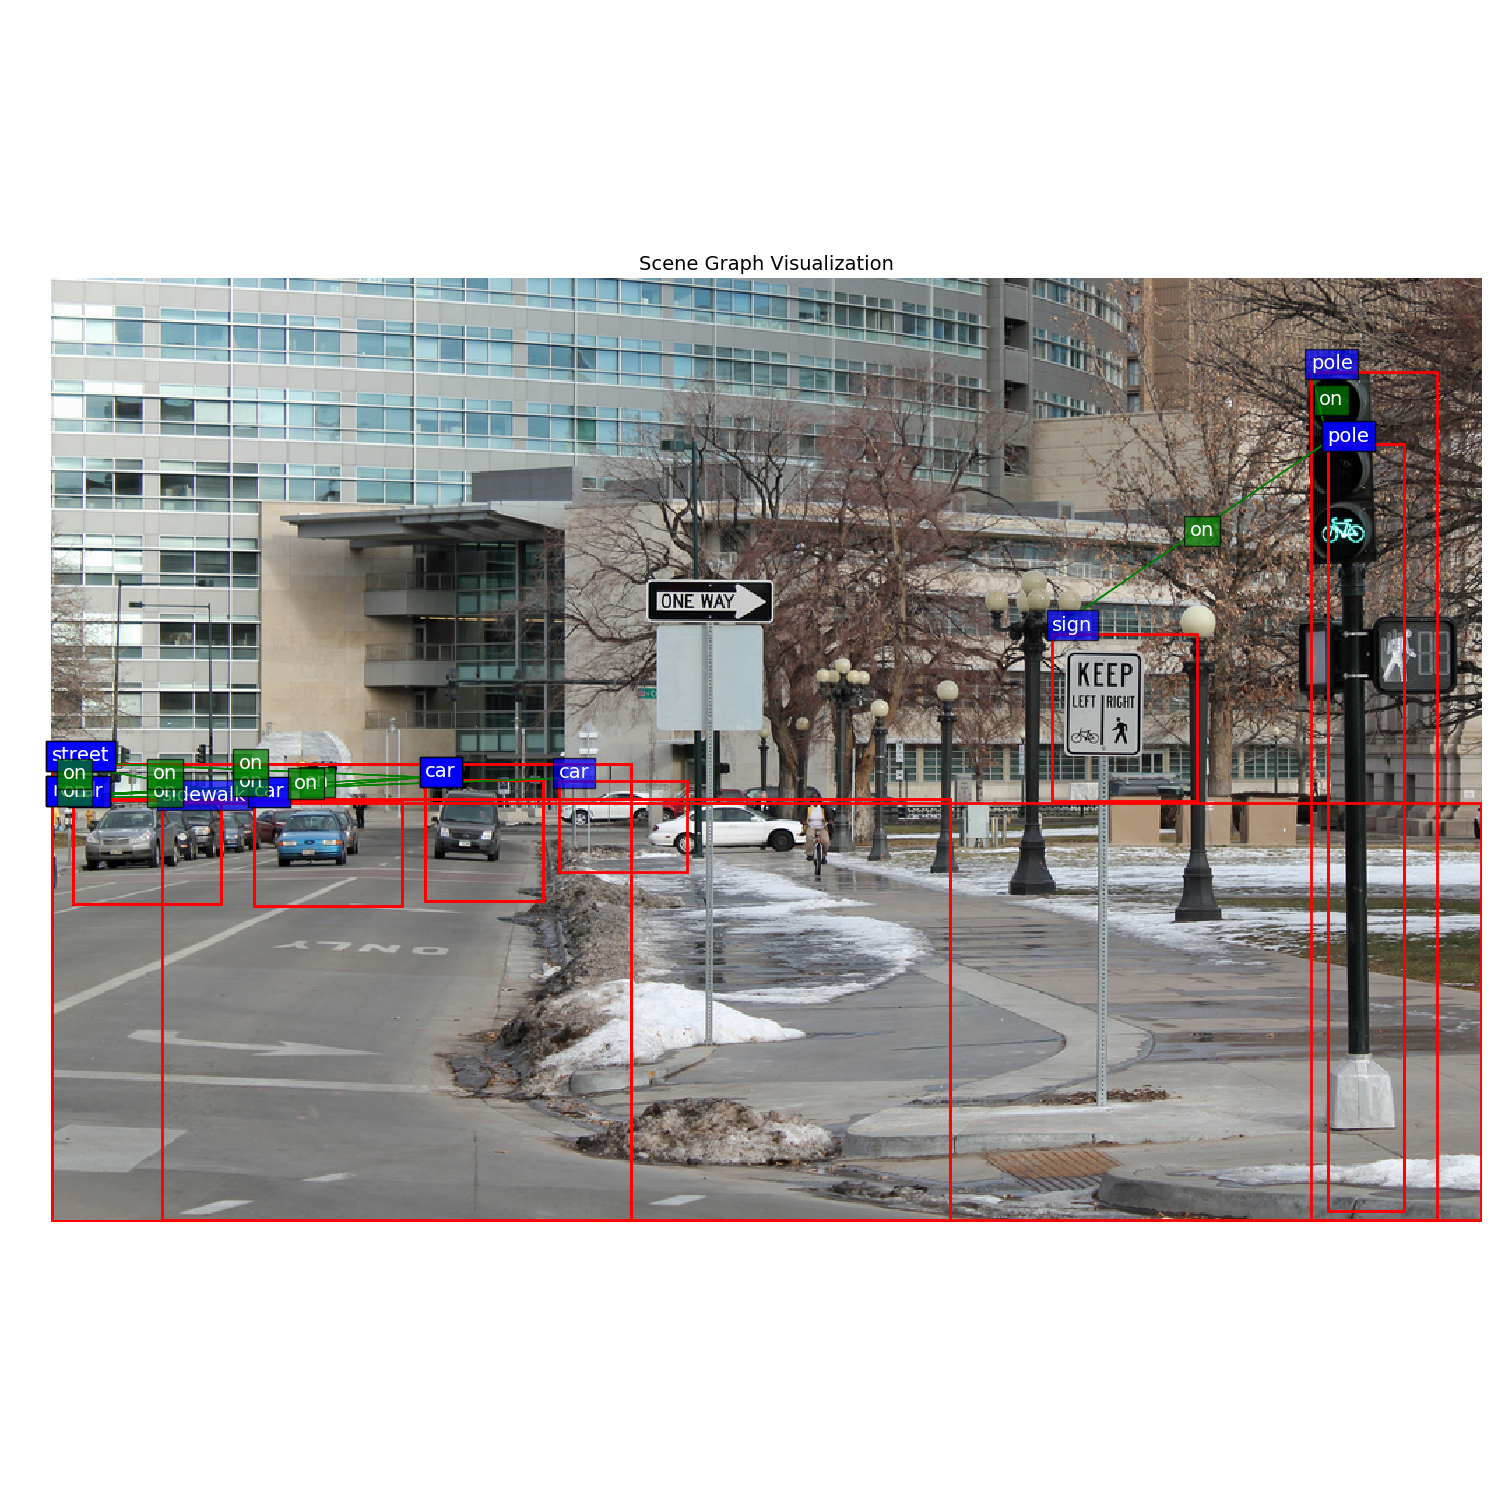 Scene Graph Visualization
pole
on
pole
on
ONE WAY
sign
KEEP
LEFT RIGHT
street
on
on
on
on
on
on
car
car
sidewalk
car
ONLY